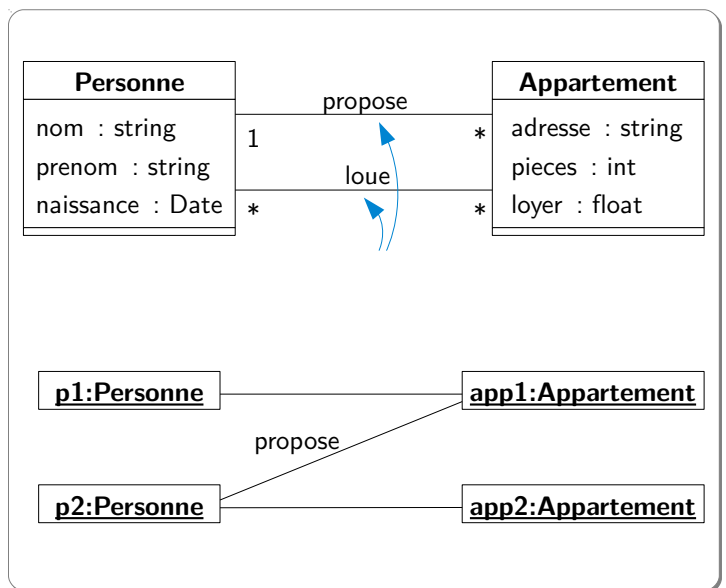 Personne
nom : string
prenom : string
naissance : Date
propose
1
*
loue
*
*
Appartement
adresse : string
pieces : int
loyer : float
p1:Personne
app1:Appartement
propose
p2:Personne
app2:Appartement